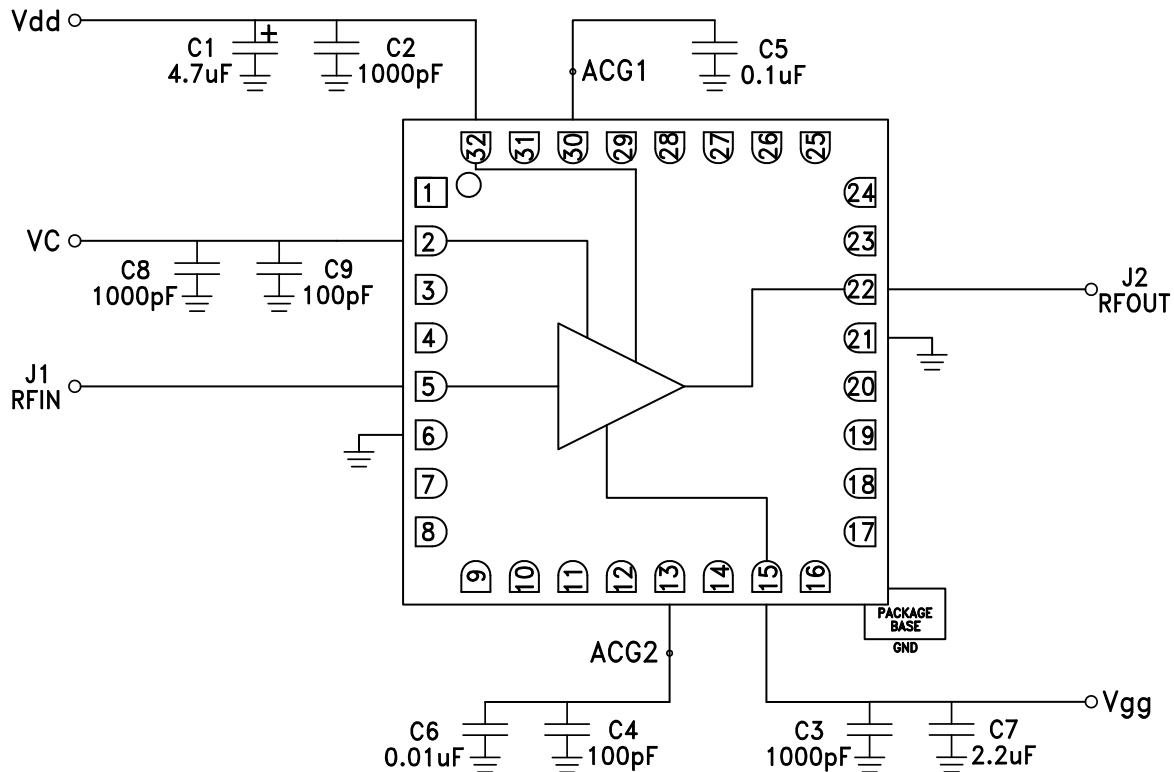 Vdd
C1
4.7uF
+
C2
1000pF
ACG1
C5
0.1uF
32
31
30
29
28
27
26
25
1
2
3
4
5
6
7
8
24
23
22
21
20
19
18
17
VC
C8
1000pF
C9
100pF
J1
RFIN
J2
RFOUT
9
10
11
12
13
14
15
16
PACKAGE
BASE
GND
ACG2
C6
0.01uF
C4
100pF
C3
1000pF
C7
2.2uF
Vgg